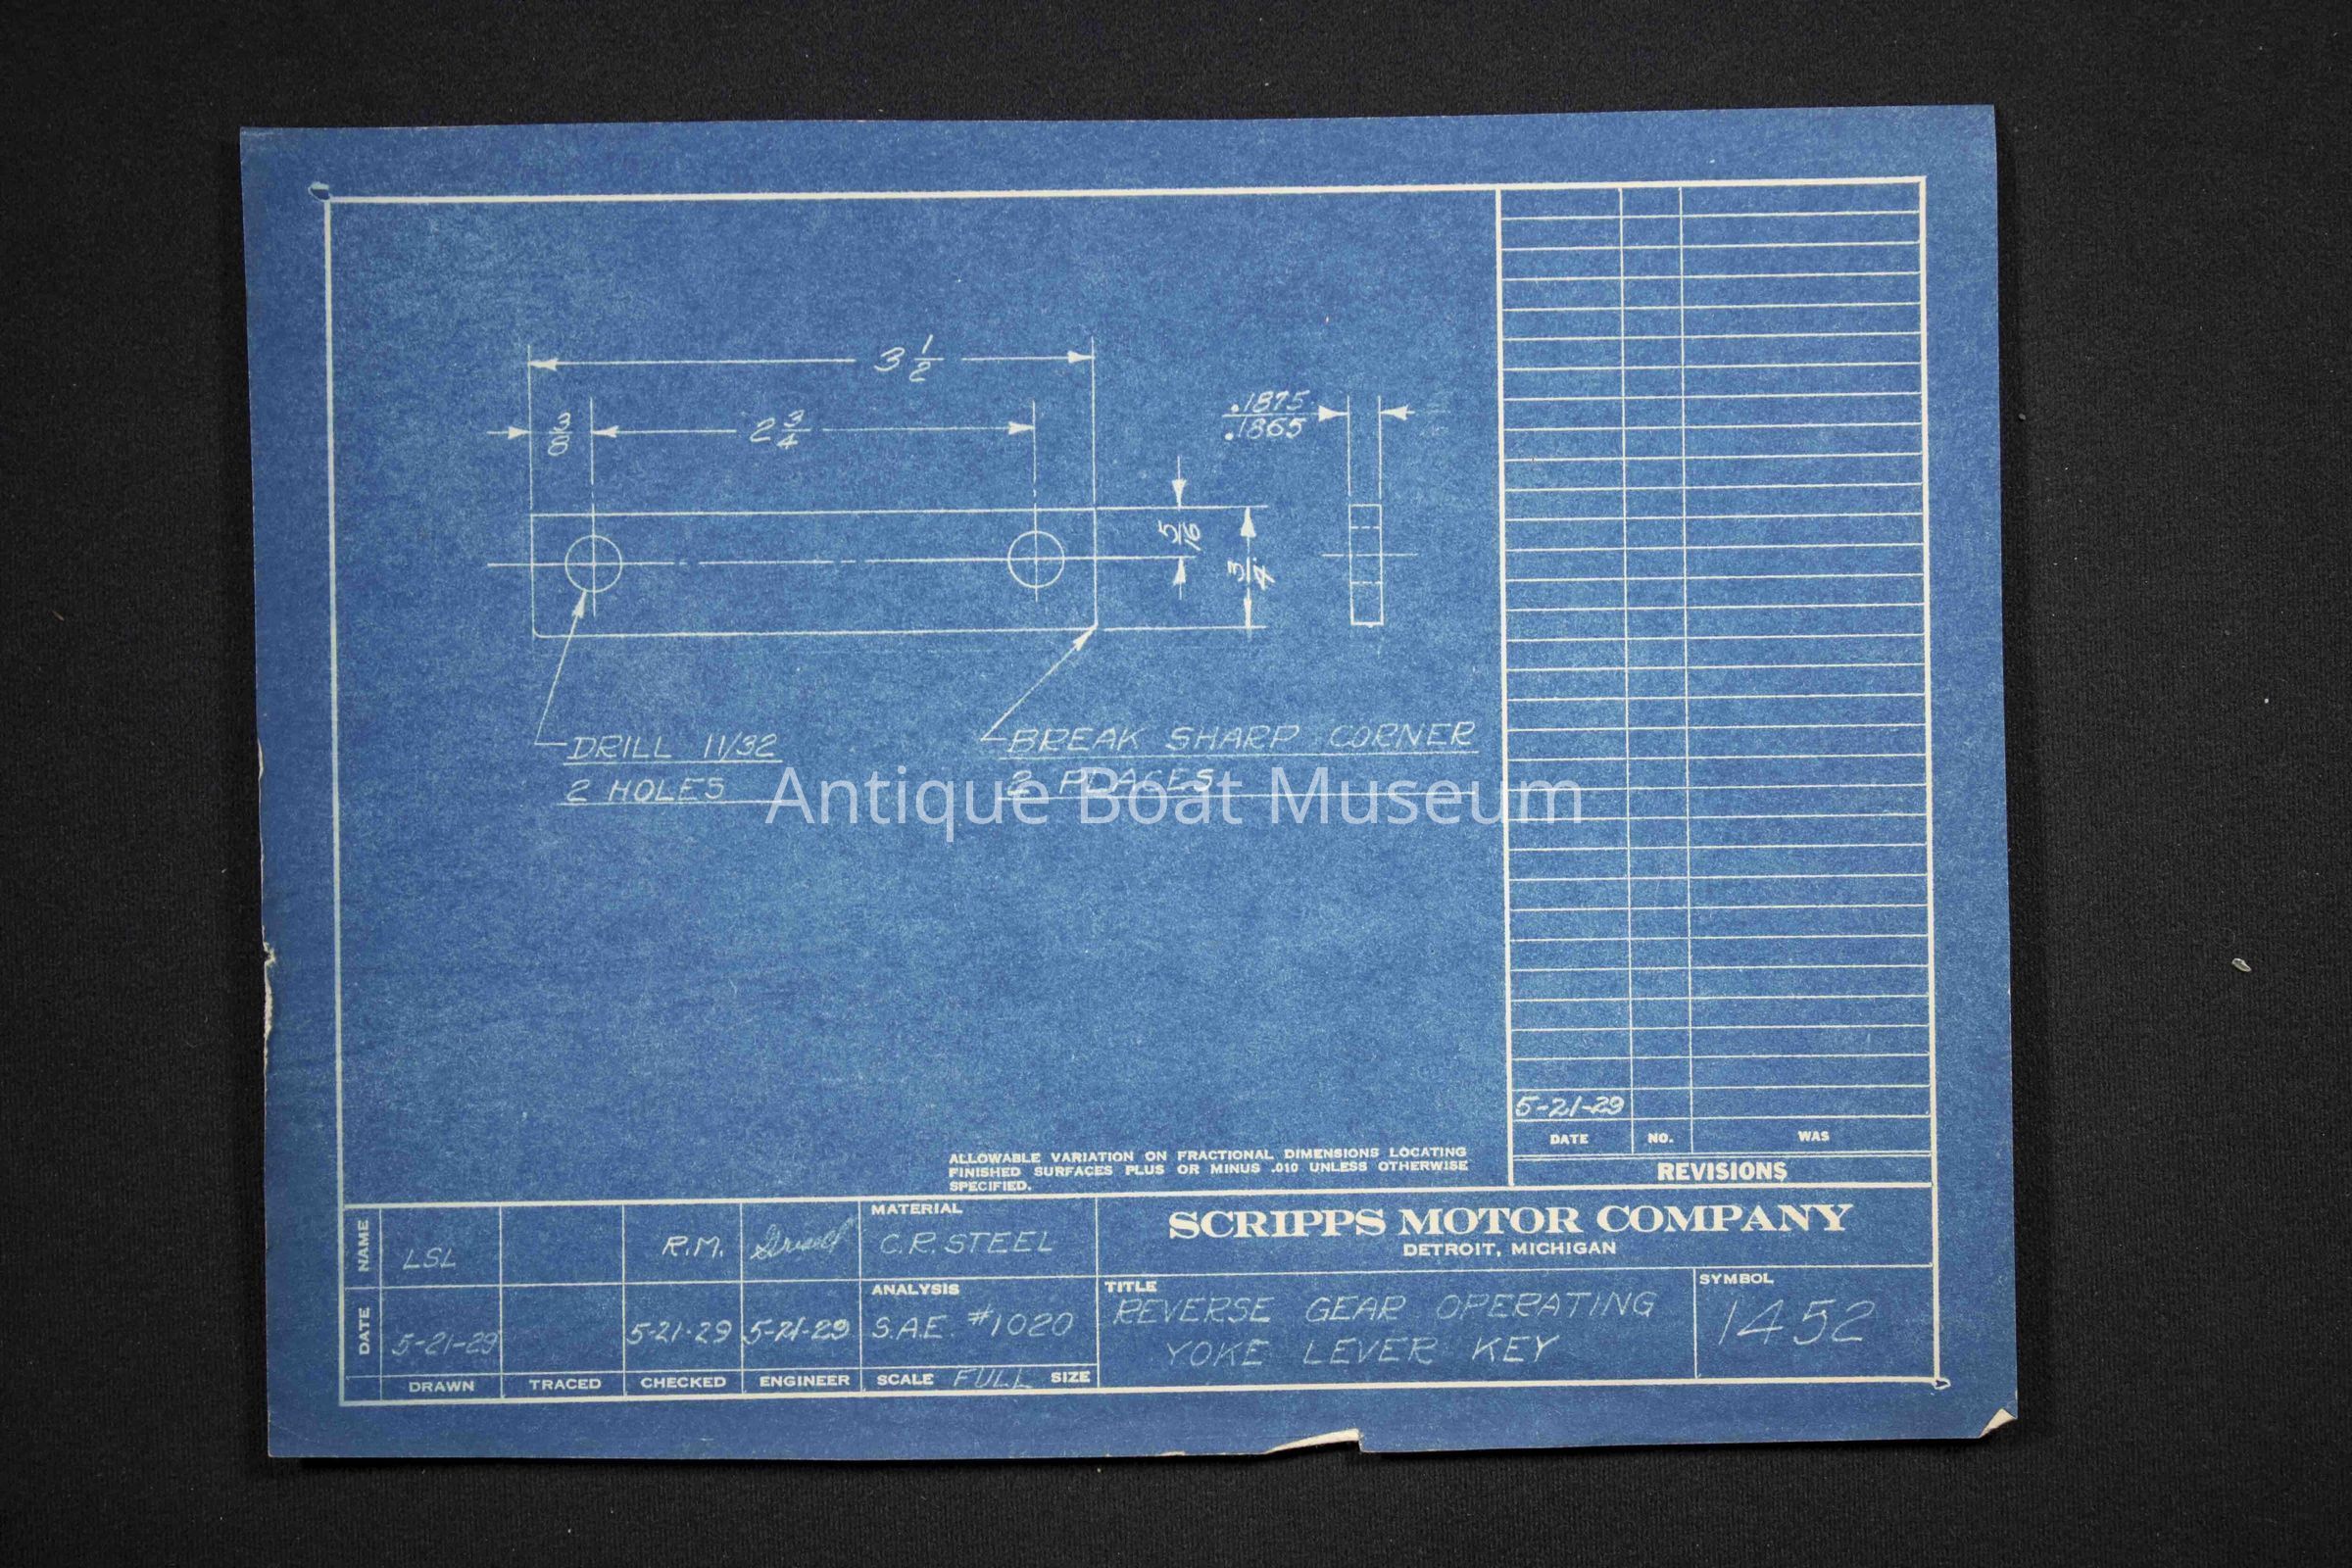 3 1/2
3/8
2 3/4
.1875
.1865
5/16
3/4
DRILL 11/32
2 HOLES
BREAK SHARP CORNER
2 PLACES
Antique Boat Museum
5-21-29
DATE NO. WAS
REVISIONS
ALLOWABLE VARIATION ON FRACTIONAL DIMENSIONS LOCATING
FINISHED SURFACES PLUS OR MINUS .010 UNLESS OTHERWISE
SPECIFIED.
NAME
LSL
R.M.
DATE
5-21-29
5-21-29
5-21-29
DRAWN TRACED CHECKED ENGINEER
MATERIAL
C.R. STEEL
ANALYSIS
S.A.E. #1020
SCALE FULL SIZE
SCRIPPS MOTOR COMPANY
DETROIT, MICHIGAN
TITLE
REVERSE GEAR OPERATING
YOKE LEVER KEY
SYMBOL
1452